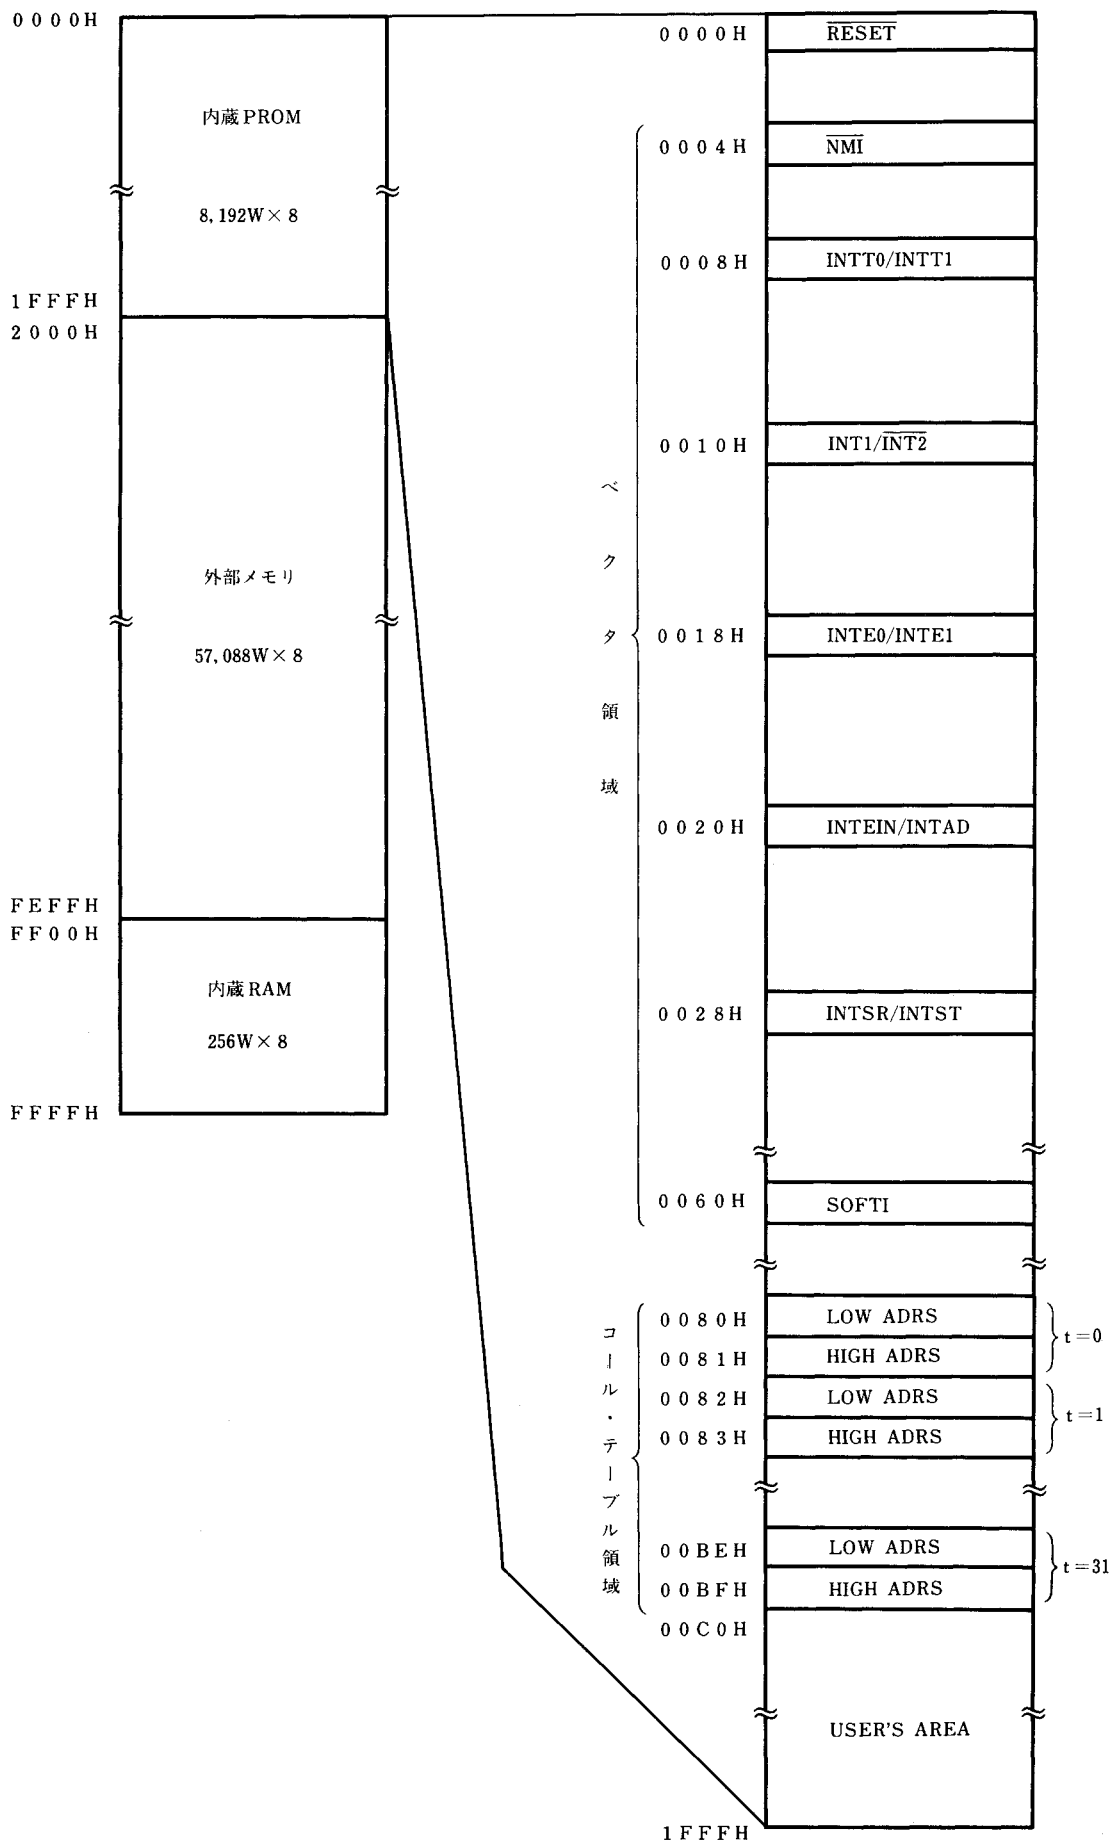 0000H
内蔵PROM
8,192W×8
1FFFH
2000H
外部メモリ
57,088W×8
FEFFH
FF00H
内蔵RAM
256W×8
FFFFH
ベクタ領域
0000H RESET
0004H NMI
0008H INTT0/INTT1
0010H INT1/INT2
0018H INTE0/INTE1
0020H INTEIN/INTAD
0028H INTSR/INTST
0060H SOFTI
コール・テーブル領域
0080H LOW ADRS
t=0
0081H HIGH ADRS
0082H LOW ADRS
t=1
0083H HIGH ADRS
00BEH LOW ADRS
t=31
00BFH HIGH ADRS
00C0H
USER'S AREA
1FFFH